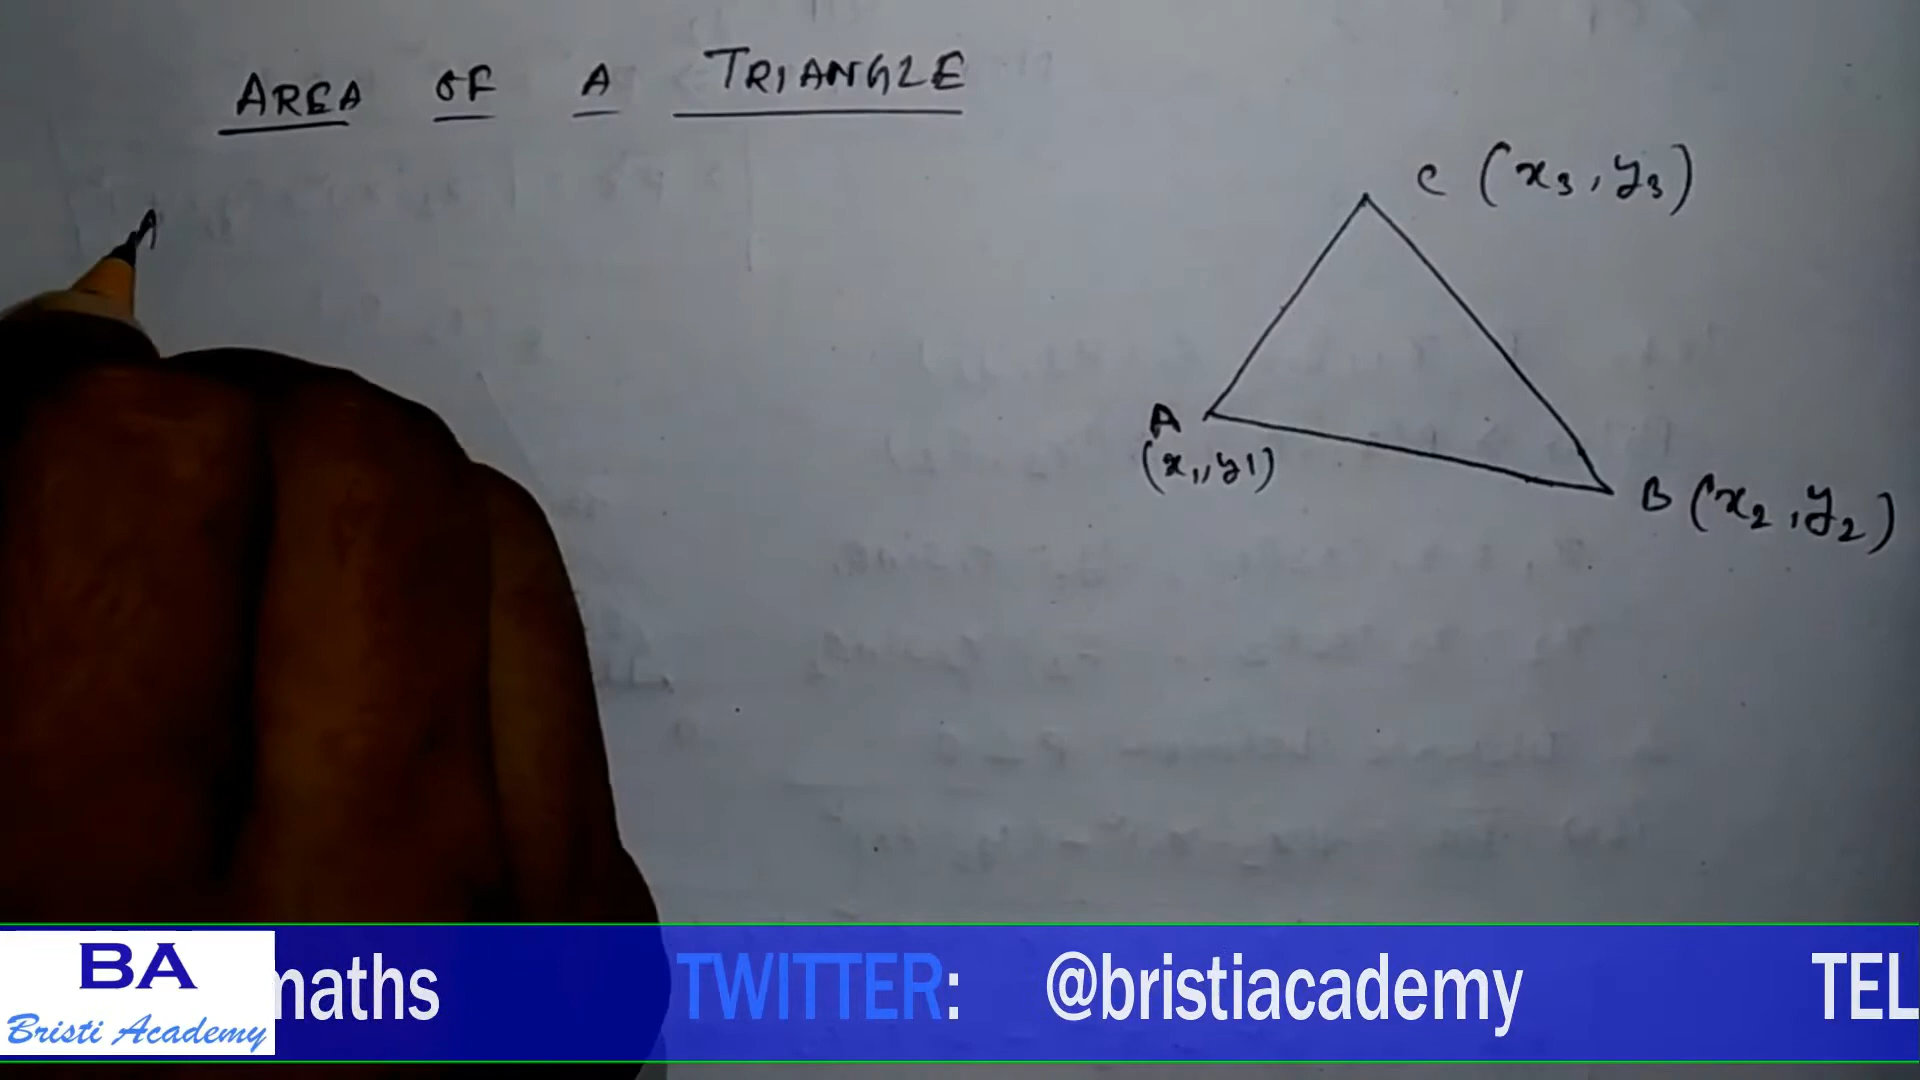 AREA OF A TRIANGLE
A
C (x₃, y₃)
A
(x₁, y1)
B (x₂, y₂)
BA
Bristi Academy
maths TWITTER: @bristiacademy TEL